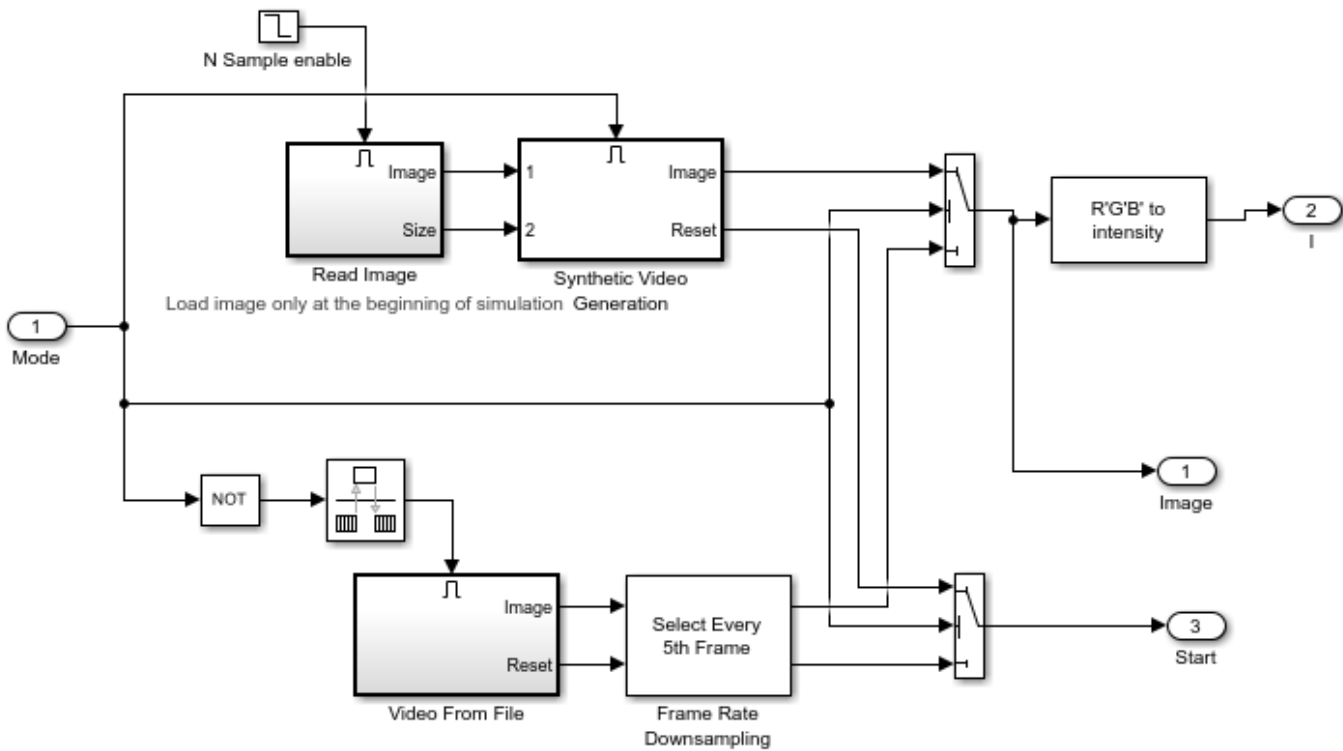 N Sample enable
Image
Size
Read Image
Load image only at the beginning of simulation
1
2
Image
Reset
Synthetic Video
Generation
R'G'B' to
intensity
2
I
1
Mode
NOT
1
Image
Image
Reset
Video From File
Select Every
5th Frame
Frame Rate
Downsampling
3
Start